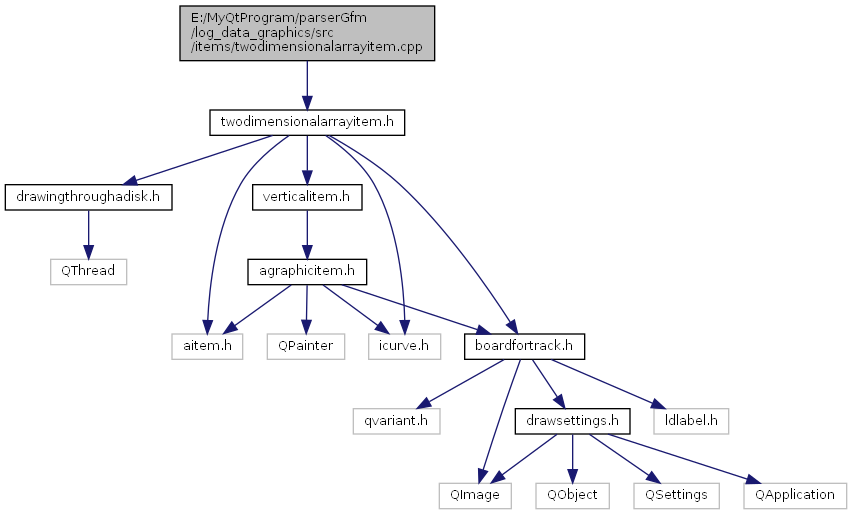 E:/MyQtProgram/parserGfm
/log_data_graphics/src
/items/twodimensionalarrayitem.cpp
twodimensionalarrayitem.h
drawingthroughadisk.h
verticalitem.h
QThread
agraphicitem.h
aitem.h
QPainter
icurve.h
boardfortrack.h
qvariant.h
drawsettings.h
ldlabel.h
QImage
QObject
QSettings
QApplication